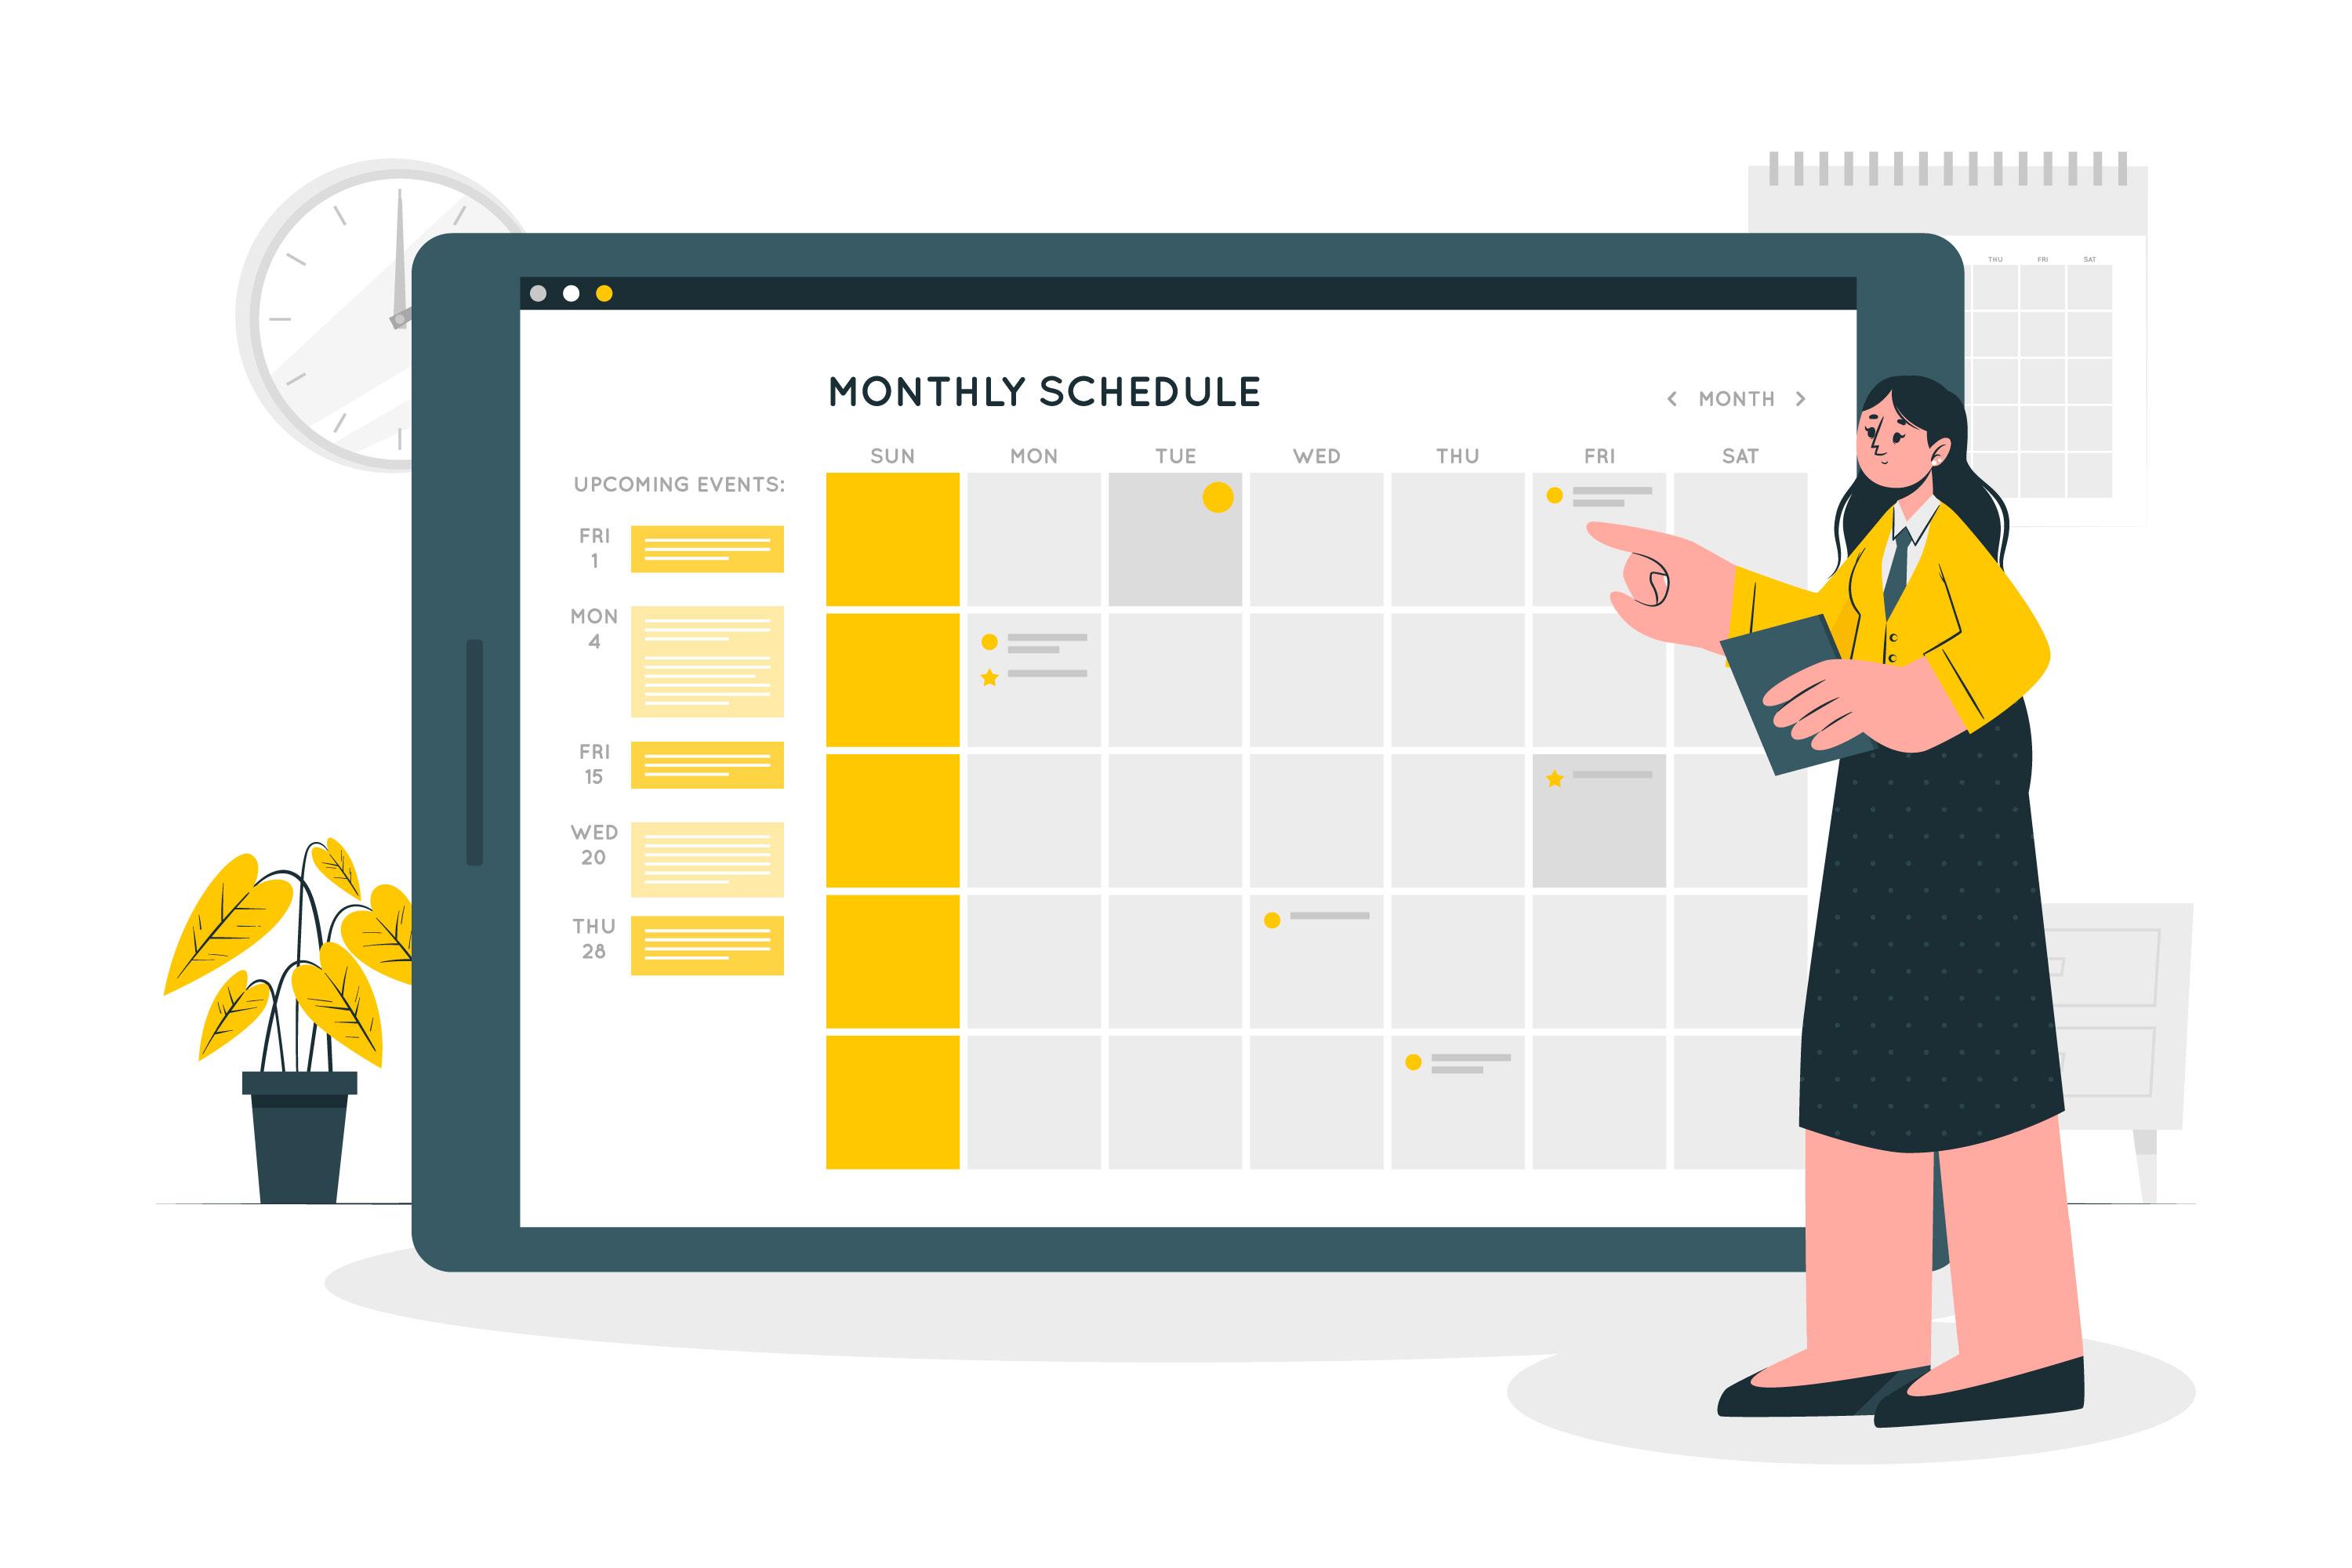 MONTHLY SCHEDULE
< MONTH >
SUN MON TUE WED THU FRI SAT
UPCOMING EVENTS:
FRI
1
MON
4
FRI
15
WED
20
THU
28
THU FRI SAT